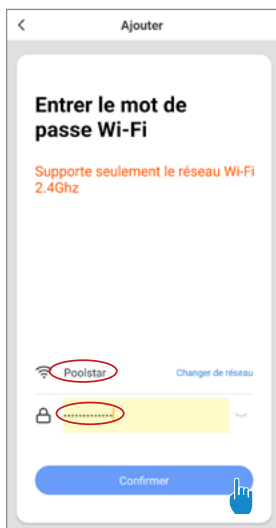 Ajouter
Entrer le mot de
passe Wi-Fi
Supporte seulement le réseau Wi-Fi
2.4Ghz
Poolstar Changer de réseau
.............
Confirmer